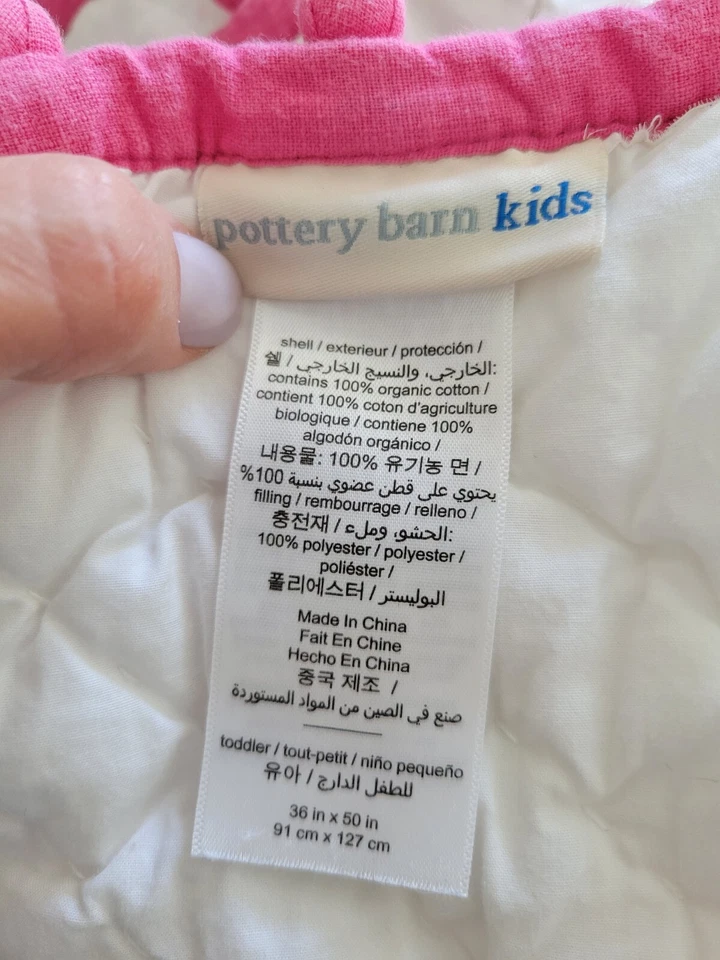 pottery barn kids
shell / exterieur / protección /
쉘 / الخارجي، والنسيج الخارجي:
contains 100% organic cotton /
contient 100% coton d'agriculture
biologique / contiene 100%
algodón orgánico /
내용물: 100% 유기농 면 /
يحتوي على قطن عضوي بنسبة 100%
filling / rembourrage / relleno /
충전재 / الحشو، وملء:
100% polyester / polyester /
poliéster /
폴리에스터 / البوليستر
Made In China
Fait En Chine
Hecho En China
중국 제조 /
صنع في الصين من المواد المستوردة
toddler / tout-petit / niño pequeño
유아 / للطفل الدارج
36 in x 50 in
91 cm x 127 cm